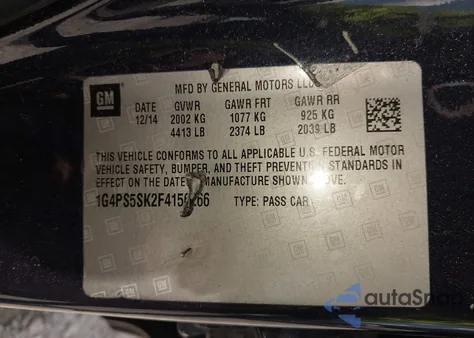 GM
MFD BY GENERAL MOTORS LLC
DATE GVWR GAWR FRT GAWR RR
12/14 2002 KG 1077 KG 925 KG
4413 LB 2374 LB 2039 LB
THIS VEHICLE CONFORMS TO ALL APPLICABLE U.S. FEDERAL MOTOR
VEHICLE SAFETY, BUMPER, AND THEFT PREVENTION STANDARDS IN
EFFECT ON THE DATE OF MANUFACTURE SHOWN ABOVE.
TYPE: PASS CAR
autoSnap